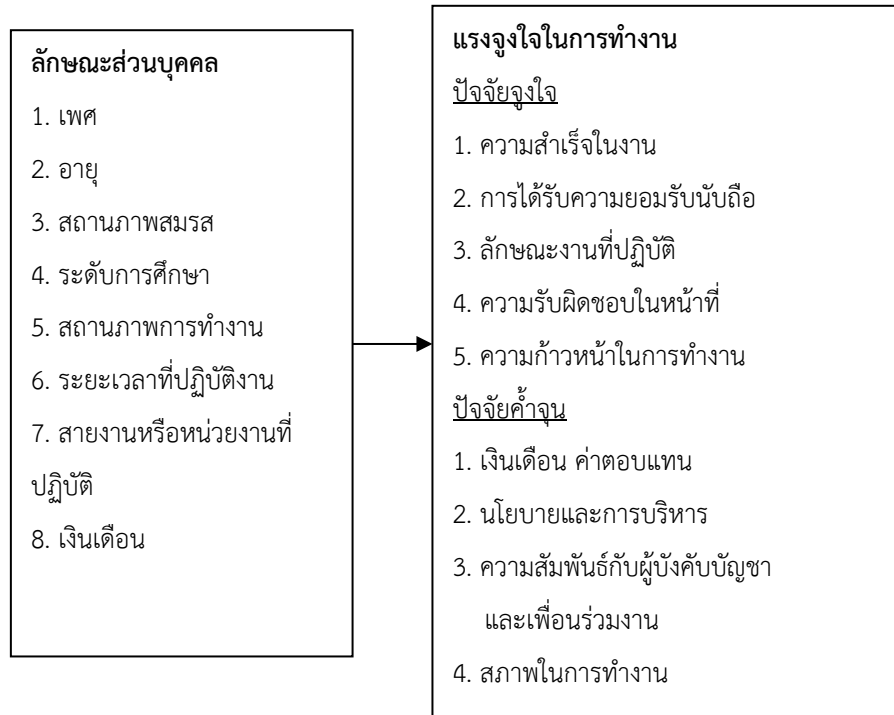 ลักษณะส่วนบุคคล
1. เพศ
2. อายุ
3. สถานภาพสมรส
4. ระดับการศึกษา
5. สถานภาพการทำงาน
6. ระยะเวลาที่ปฏิบัติงาน
7. สายงานหรือหน่วยงานที่
ปฏิบัติ
8. เงินเดือน
แรงจูงใจในการทำงาน
ปัจจัยจูงใจ
1. ความสำเร็จในงาน
2. การได้รับความยอมรับนับถือ
3. ลักษณะงานที่ปฏิบัติ
4. ความรับผิดชอบในหน้าที่
5. ความก้าวหน้าในการทำงาน
ปัจจัยค้ำจุน
1. เงินเดือน ค่าตอบแทน
2. นโยบายและการบริหาร
3. ความสัมพันธ์กับผู้บังคับบัญชา
และเพื่อนร่วมงาน
4. สภาพในการทำงาน